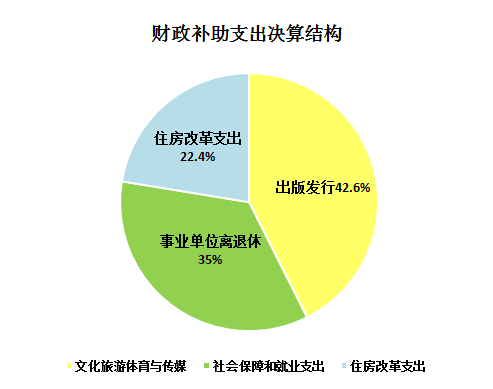 财政补助支出决算结构
住房改革支出
22.4%
出版发行42.6%
事业单位离退休
35%
文化旅游体育与传媒 社会保障和就业支出 住房改革支出